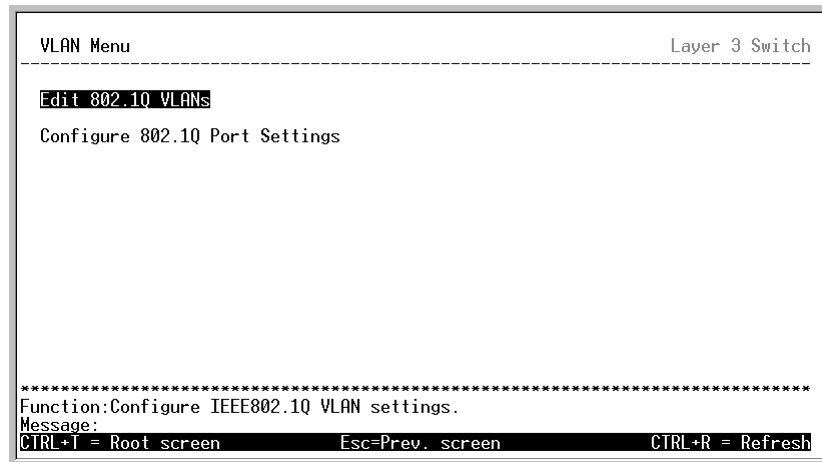 VLAN Menu Layer 3 Switch
--------------------------------------------------------------------------------
Edit 802.1Q VLANs
Configure 802.1Q Port Settings
*******************************************************************************
Function:Configure IEEE802.1Q VLAN settings.
Message:
CTRL+T = Root screen Esc=Prev. screen CTRL+R = Refresh